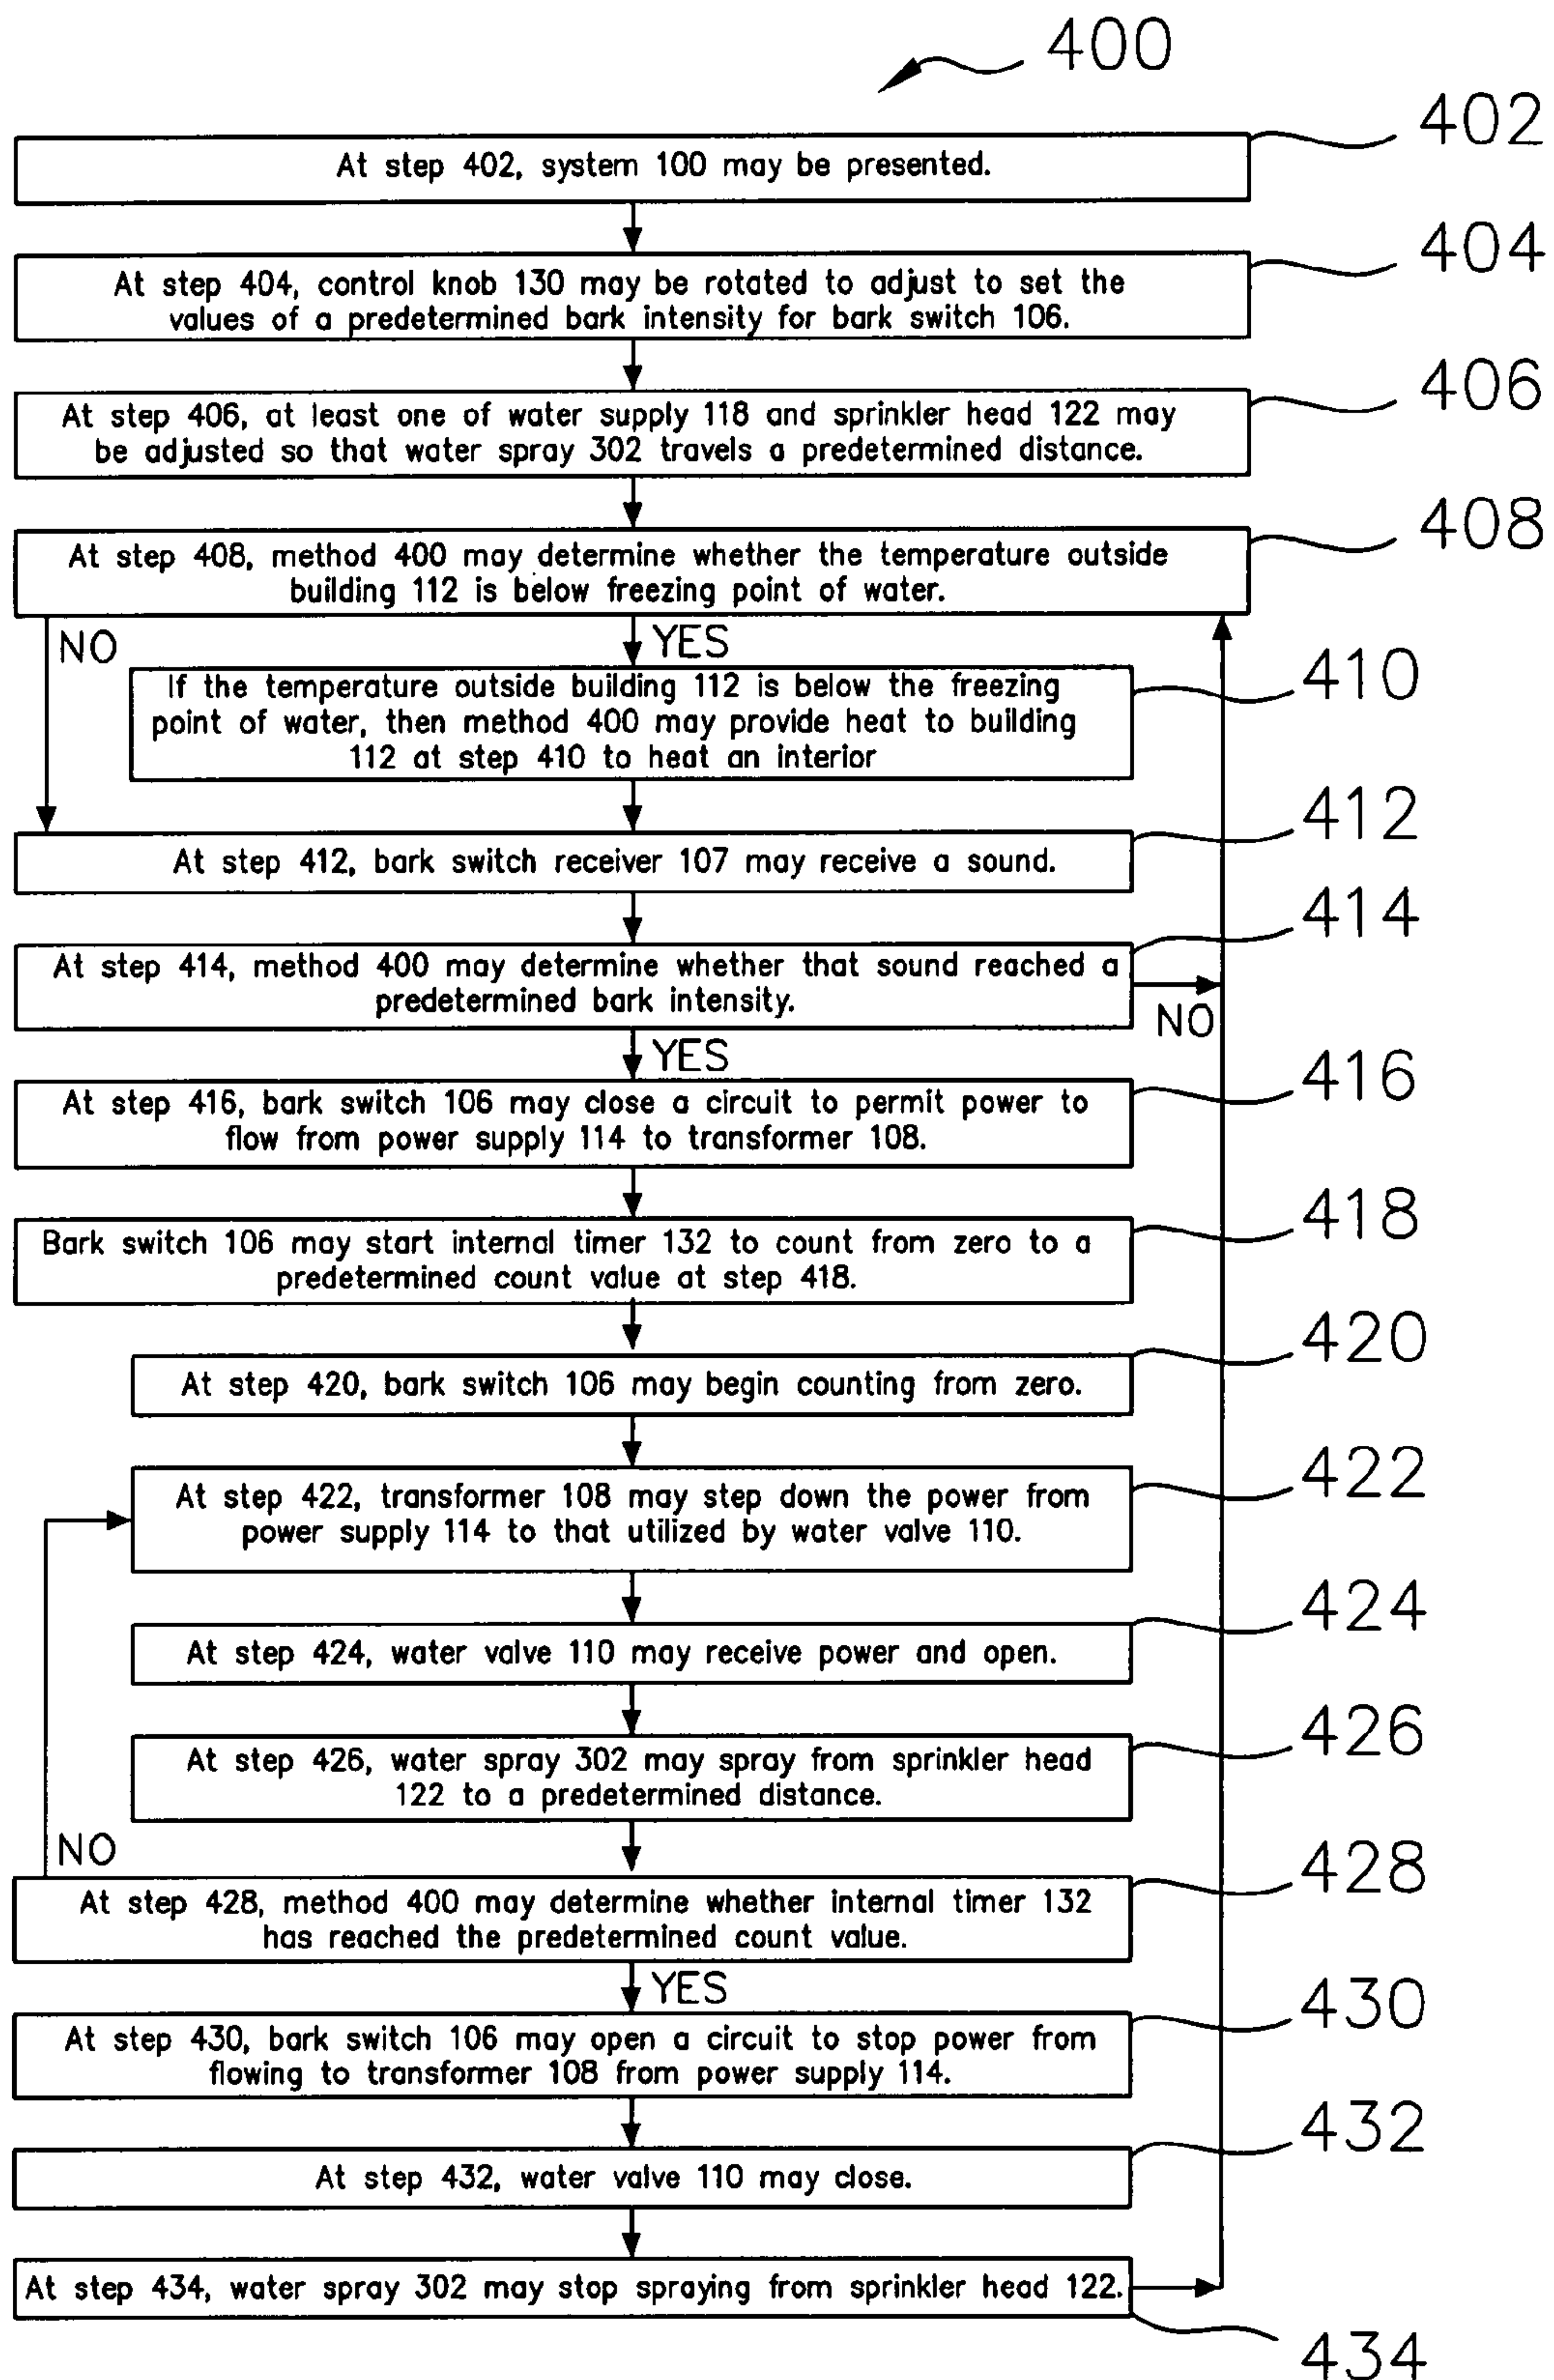 400
402
At step 402, system 100 may be presented.
404
At step 404, control knob 130 may be rotated to adjust to set the
values of a predetermined bark intensity for bark switch 106.
406
At step 406, at least one of water supply 118 and sprinkler head 122 may
be adjusted so that water spray 302 travels a predetermined distance.
408
At step 408, method 400 may determine whether the temperature outside
building 112 is below freezing point of water.
NO
YES
410
If the temperature outside building 112 is below the freezing
point of water, then method 400 may provide heat to building
112 at step 410 to heat an interior
412
At step 412, bark switch receiver 107 may receive a sound.
414
At step 414, method 400 may determine whether that sound reached a
predetermined bark intensity.
NO
YES
416
At step 416, bark switch 106 may close a circuit to permit power to
flow from power supply 114 to transformer 108.
418
Bark switch 106 may start internal timer 132 to count from zero to a
predetermined count value at step 418.
420
At step 420, bark switch 106 may begin counting from zero.
422
At step 422, transformer 108 may step down the power from
power supply 114 to that utilized by water valve 110.
424
At step 424, water valve 110 may receive power and open.
426
At step 426, water spray 302 may spray from sprinkler head
122 to a predetermined distance.
NO
428
At step 428, method 400 may determine whether internal timer 132
has reached the predetermined count value.
YES
430
At step 430, bark switch 106 may open a circuit to stop power from
flowing to transformer 108 from power supply 114.
432
At step 432, water valve 110 may close.
At step 434, water spray 302 may stop spraying from sprinkler head 122.
434